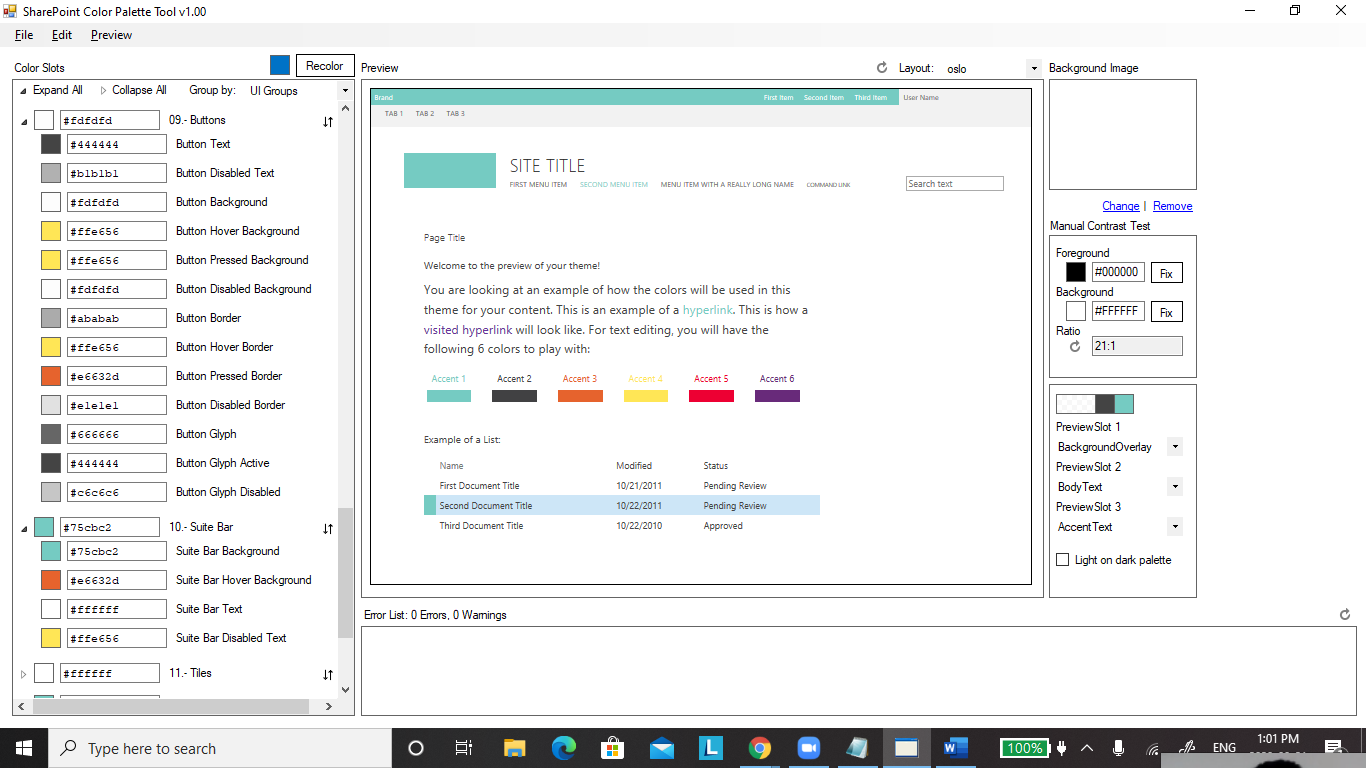 SharePoint Color Palette Tool v1.00
File Edit Preview
Color Slots Recolor
Expand All Collapse All Group by: UI Groups
#fdfdfd 09.- Buttons
#444444 Button Text
#b1b1b1 Button Disabled Text
#fdfdfd Button Background
#ffe656 Button Hover Background
#ffe656 Button Pressed Background
#fdfdfd Button Disabled Background
#ababab Button Border
#ffe656 Button Hover Border
#e6632d Button Pressed Border
#e1e1e1 Button Disabled Border
#666666 Button Glyph
#444444 Button Glyph Active
#c6c6c6 Button Glyph Disabled
#75cbc2 10.- Suite Bar
#75cbc2 Suite Bar Background
#e6632d Suite Bar Hover Background
#ffffff Suite Bar Text
#ffe656 Suite Bar Disabled Text
#ffffff 11.- Tiles
Preview Layout: oslo
Brand First Item Second Item Third Item User Name
TAB 1 TAB 2 TAB 3
SITE TITLE
FIRST MENU ITEM SECOND MENU ITEM MENU ITEM WITH A REALLY LONG NAME COMMAND LINK
Search text
Page Title
Welcome to the preview of your theme!
You are looking at an example of how the colors will be used in this
theme for your content. This is an example of a hyperlink. This is how a
visited hyperlink will look like. For text editing, you will have the
following 6 colors to play with:
Accent 1 Accent 2 Accent 3 Accent 4 Accent 5 Accent 6
Example of a List:
Name Modified Status
First Document Title 10/21/2011 Pending Review
Second Document Title 10/22/2011 Pending Review
Third Document Title 10/22/2010 Approved
Background Image
Change | Remove
Manual Contrast Test
Foreground
#000000 Fix
Background
#FFFFFF Fix
Ratio
21:1
PreviewSlot 1
BackgroundOverlay
PreviewSlot 2
BodyText
PreviewSlot 3
AccentText
Light on dark palette
Error List: 0 Errors, 0 Warnings
Type here to search
L
W
100%
ENG
1:01 PM